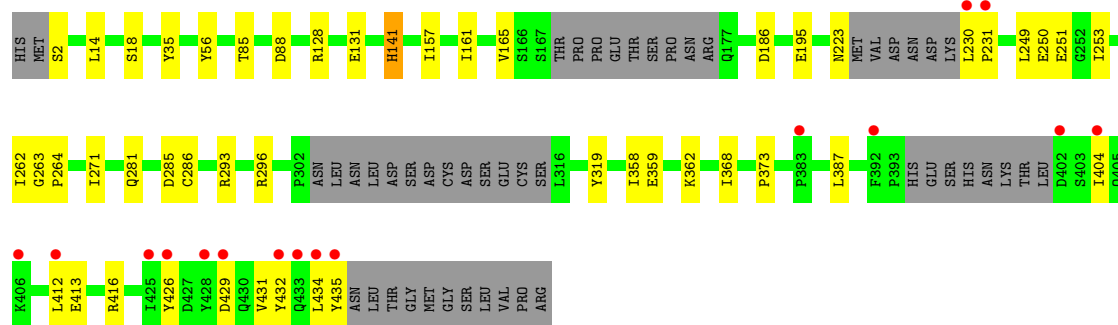 HIS MET S2 L14 S18 Y35 Y56 T85 D88 R128 E131 H141 I157 I161 V165 S166 S167 THR PRO PRO GLU THR SER PRO ASN ARG Q177 D186 E195 N223 MET VAL ASP ASN ASP LYS L230 P231 L249 E250 E251 G252 I253
I262 G263 P264 I271 Q281 D285 C286 R293 R296 P302 ASN LEU ASN LEU ASP SER ASP CYS ASP SER GLU CYS SER L316 Y319 I358 E359 K362 I368 P373 P383 L387 F392 P393 HIS GLU SER HIS ASN LYS THR LEU D402 S403 I404 Q405
K406 L412 E413 R416 I425 Y426 D427 Y428 D429 Q430 V431 Y432 Q433 L434 Y435 ASN LEU THR GLY MET GLY SER LEU VAL PRO ARG